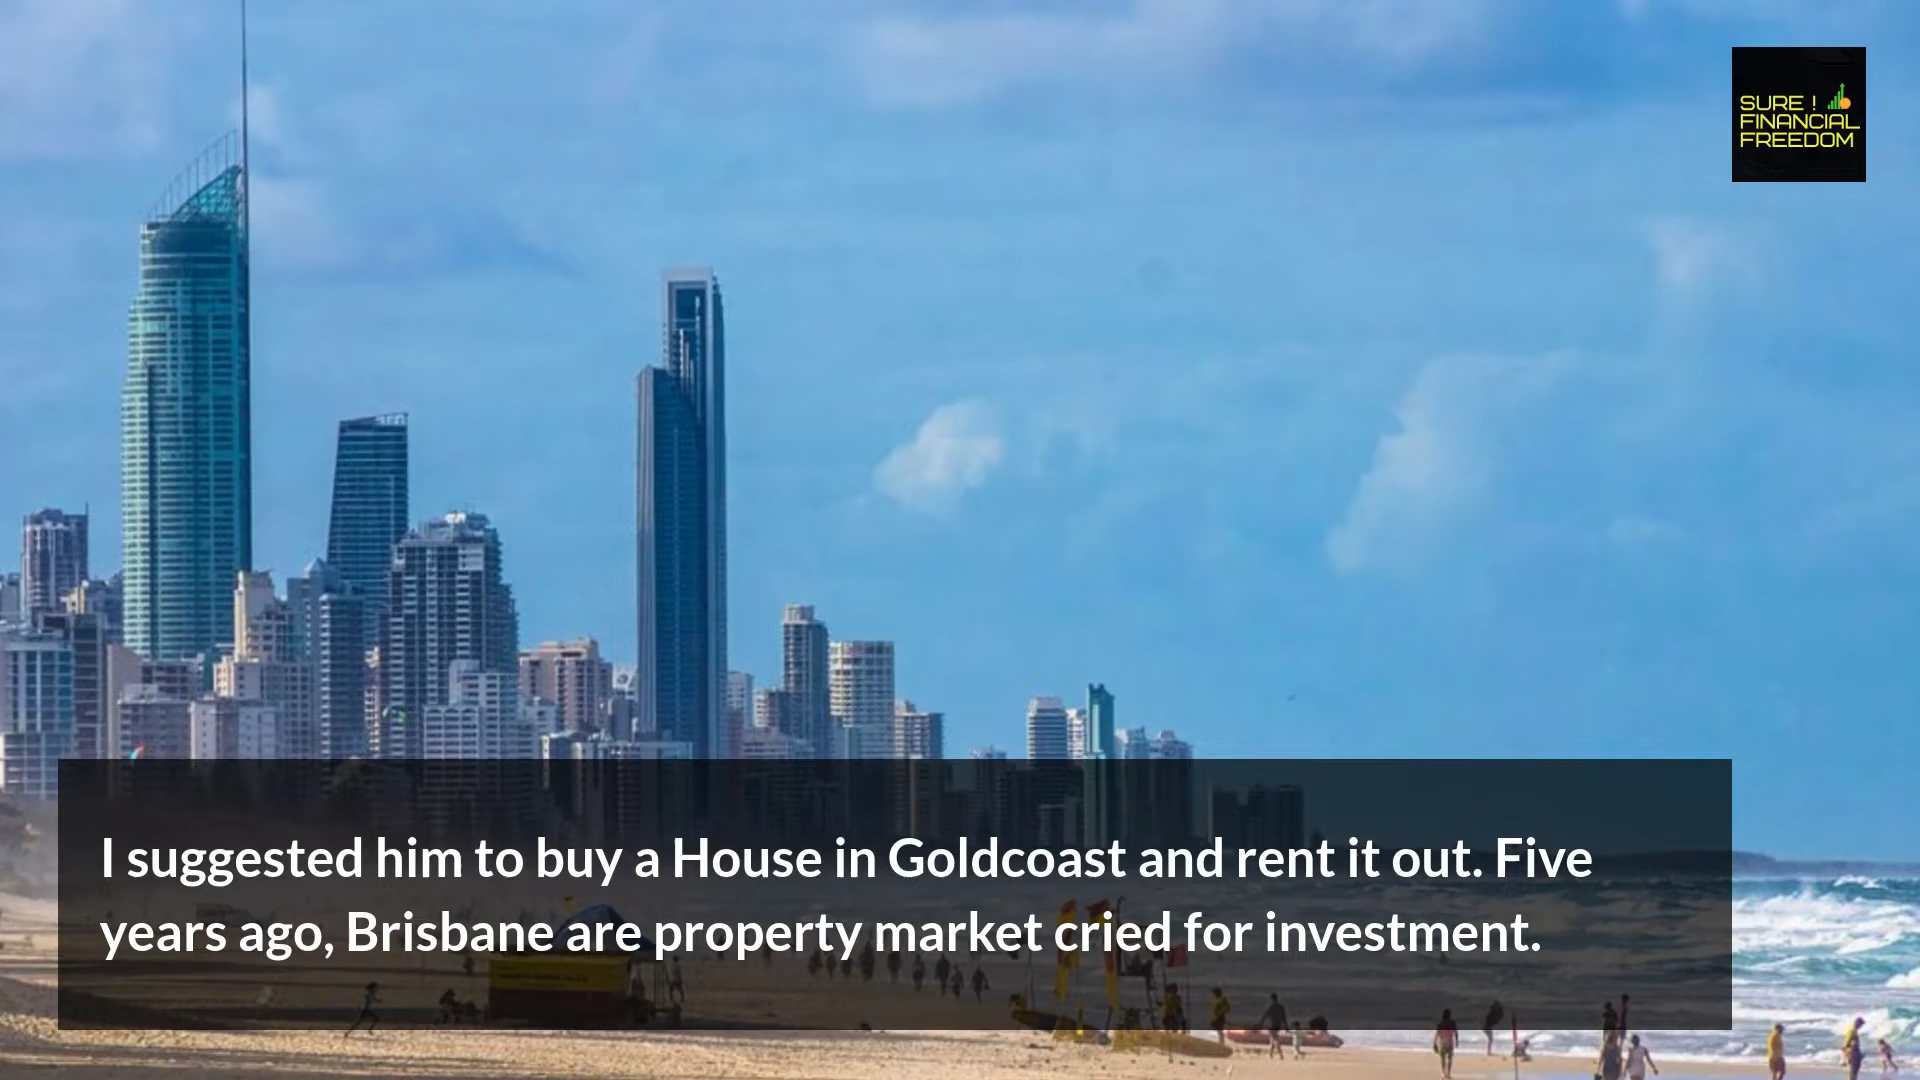 SURE !
FINANCIAL
FREEDOM
I suggested him to buy a House in Goldcoast and rent it out. Five
years ago, Brisbane are property market cried for investment.